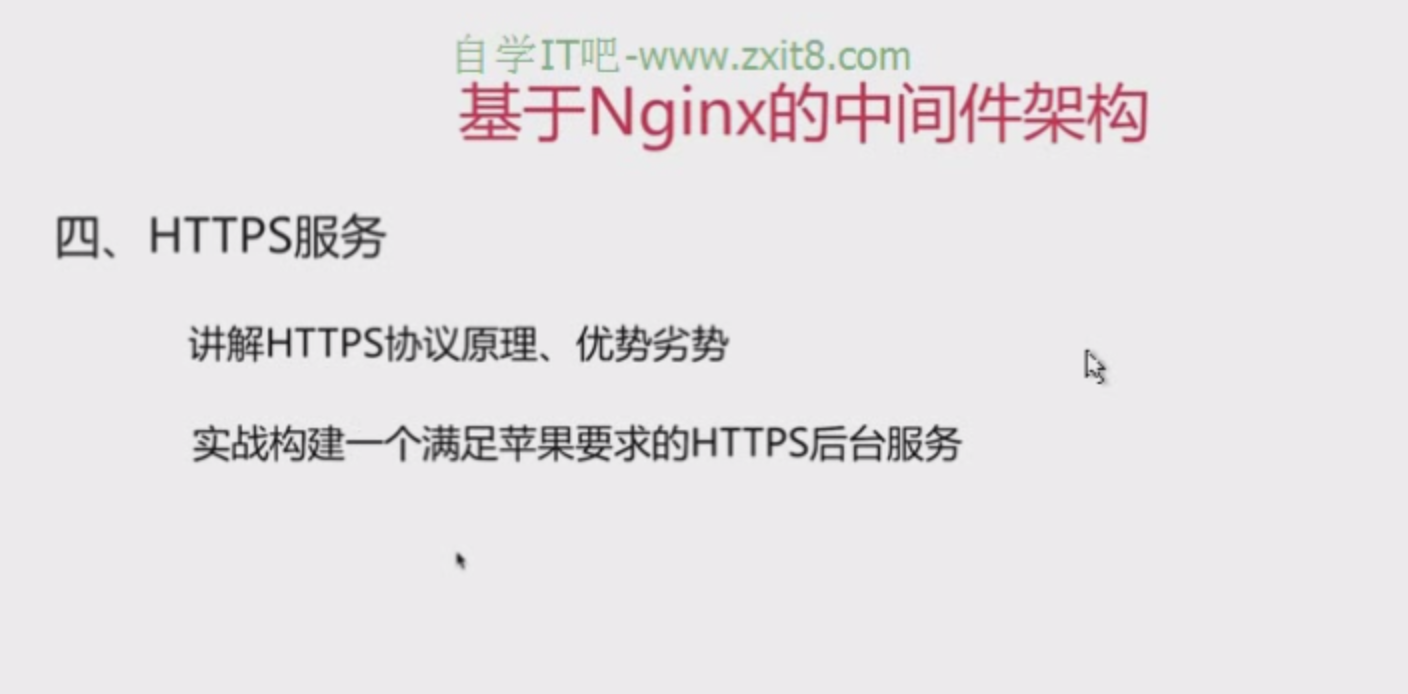 自学IT吧-www.zxit8.com
基于Nginx的中间件架构
四、HTTPS服务
讲解HTTPS协议原理、优势劣势
实战构建一个满足苹果要求的HTTPS后台服务